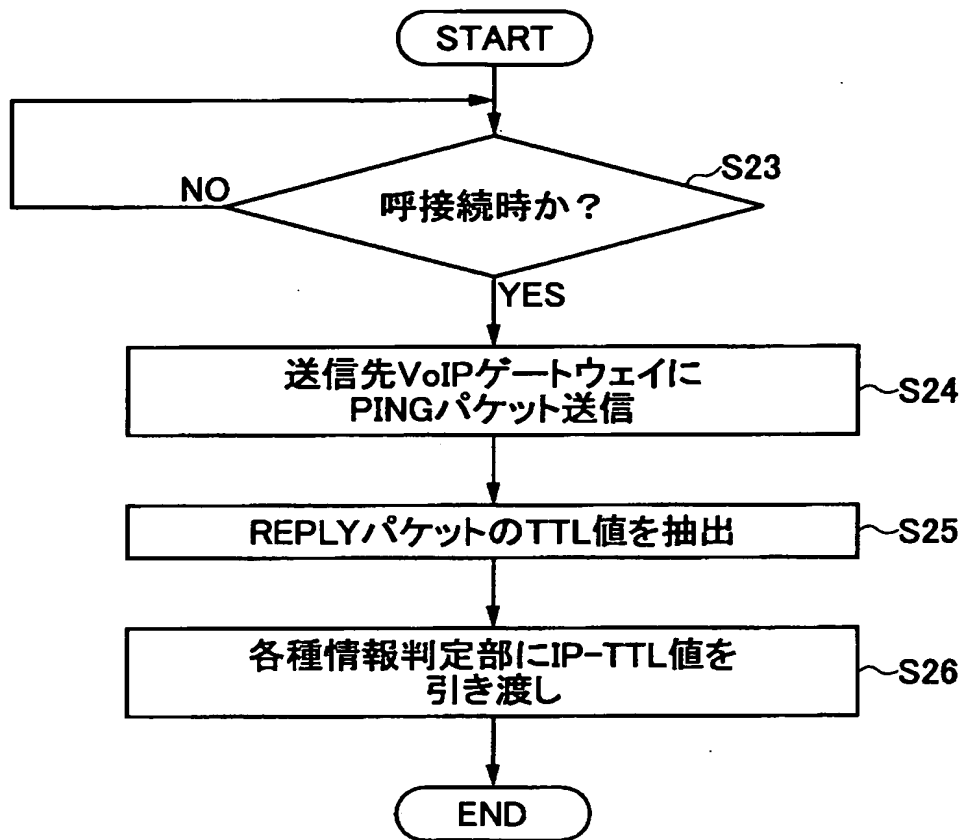 START
S23
呼接続時か？
NO
YES
送信先VoIPゲートウェイに
PINGパケット送信
S24
REPLYパケットのTTL値を抽出
S25
各種情報判定部にIP-TTL値を
引き渡し
S26
END